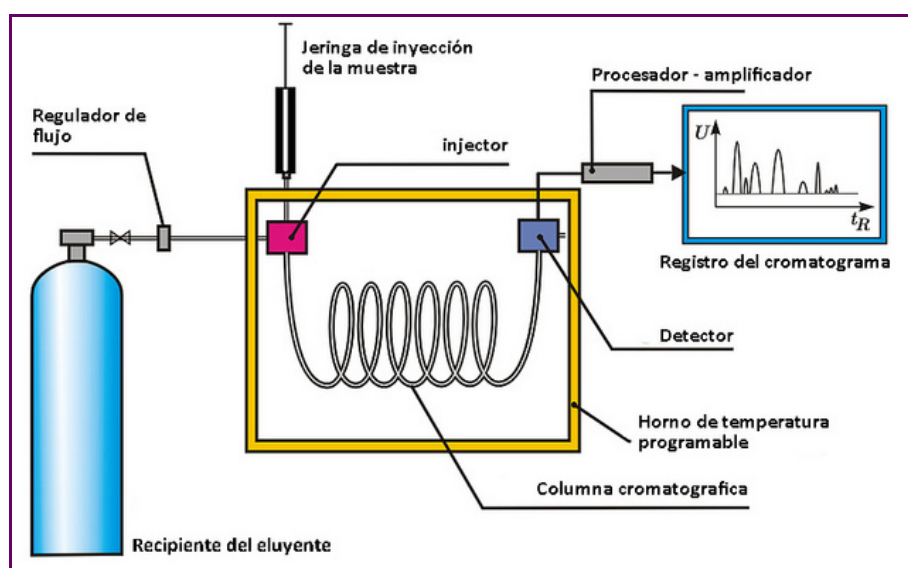 Jeringa de inyección
de la muestra
Procesador - amplificador
Regulador de
flujo
injector
U
t_R
Registro del cromatograma
Detector
Horno de temperatura
programable
Columna cromatografica
Recipiente del eluyente